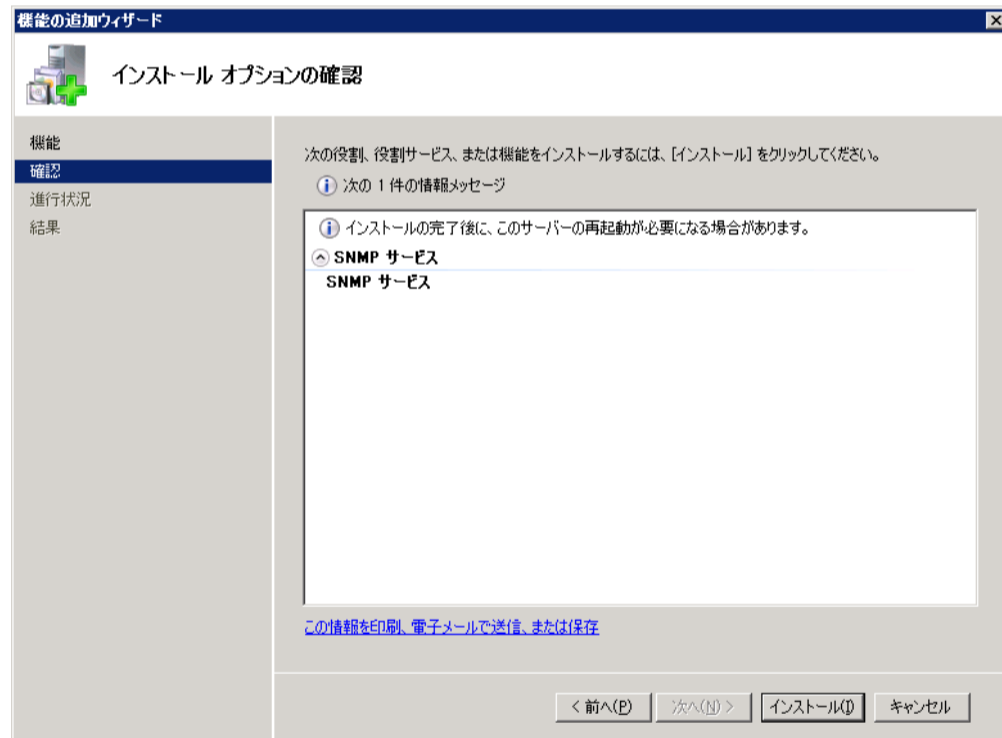 機能の追加ウィザード
インストール オプションの確認
機能
確認
進行状況
結果
次の役割、役割サービス、または機能をインストールするには、[インストール] をクリックしてください。
次の 1 件の情報メッセージ
インストールの完了後に、このサーバーの再起動が必要になる場合があります。
SNMP サービス
SNMP サービス
この情報を印刷、電子メールで送信、または保存
< 前へ(P) 次へ(N) > インストール(I) キャンセル